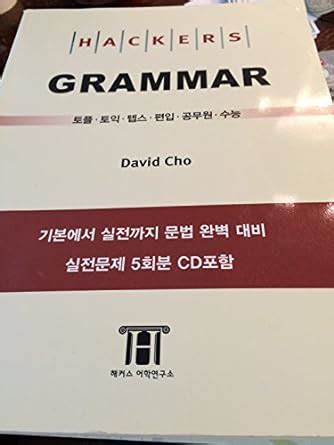 HACKERS
GRAMMAR
토플·토익·텝스·편입·공무원·수능
David Cho
기본에서 실전까지 문법 완벽 대비
실전문제 5회분 CD포함
H
해커스 어학연구소